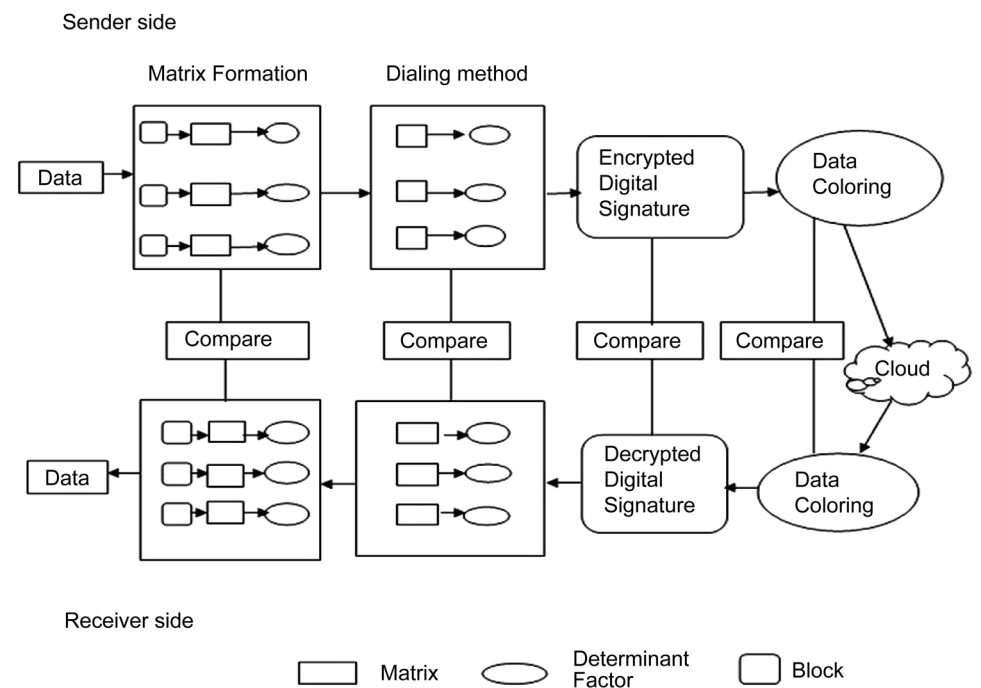 Sender side
Matrix Formation
Dialing method
Data
Encrypted
Digital
Signature
Data
Coloring
Compare
Compare
Compare
Compare
Cloud
Data
Decrypted
Digital
Signature
Data
Coloring
Receiver side
Matrix
Determinant
Factor
Block